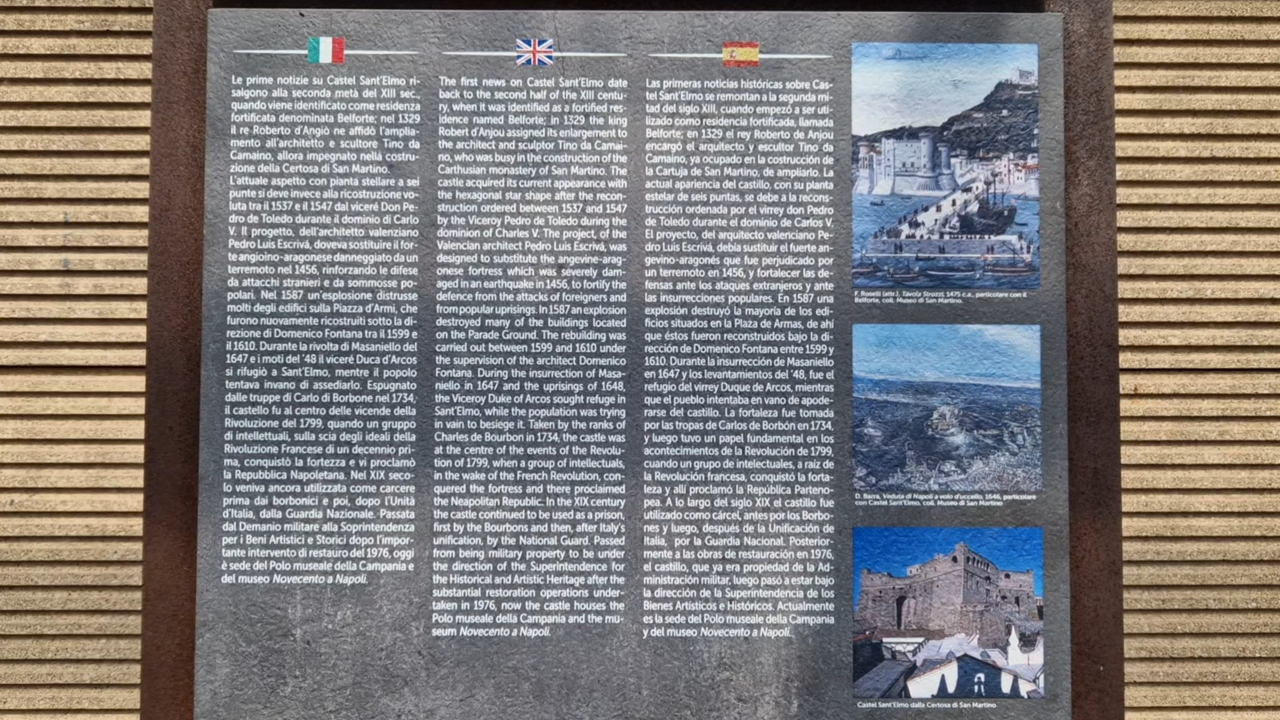 Le prime notizie su Castel Sant'Elmo ri-
salgono alla seconda metà del XIII sec.,
quando viene identificato come residenza
fortificata denominata Belforte; nel 1329
il re Roberto d'Angiò ne affidò l'amplia-
mento all'architetto e scultore Tino da
Camaino, allora impegnato nella costru-
zione della Certosa di San Martino.
L'attuale aspetto con pianta stellare a sei
punte si deve invece alla ricostruzione vo-
luta tra il 1537 e il 1547 dal viceré Don Pe-
dro de Toledo durante il dominio di Carlo
V. Il progetto, dell'architetto valenziano
Pedro Luis Escrivá, doveva sostituire il for-
te angioino-aragonese danneggiato da un
terremoto nel 1456, rinforzando le difese
da attacchi stranieri e da sommosse po-
polari. Nel 1587 un'esplosione distrusse
molti degli edifici sulla Piazza d'Armi, che
furono nuovamente ricostruiti sotto la di-
rezione di Domenico Fontana tra il 1599 e
il 1610. Durante la rivolta di Masaniello del
1647 e i moti del '48 il viceré Duca d'Arcos
si rifugiò a Sant'Elmo, mentre il popolo
tentava invano di assediarlo. Espugnato
dalle truppe di Carlo di Borbone nel 1734,
il castello fu al centro delle vicende della
Rivoluzione del 1799, quando un gruppo
di intellettuali, sulla scia degli ideali della
Rivoluzione Francese di un decennio pri-
ma, conquistò la fortezza e vi proclamò
la Repubblica Napoletana. Nel XIX seco-
lo veniva ancora utilizzata come carcere
prima dai borbonici e poi, dopo l'Unità
d'Italia, dalla Guardia Nazionale. Passata
dal Demanio militare alla Soprintendenza
per i Beni Artistici e Storici dopo l'impor-
tante intervento di restauro del 1976, oggi
è sede del Polo museale della Campania e
del museo Novecento a Napoli.
The first news on Castel Sant'Elmo date
back to the second half of the XIII centu-
ry, when it was identified as a fortified res-
idence named Belforte; in 1329 the king
Robert d'Anjou assigned its enlargement to
the architect and sculptor Tino da Camai-
no, who was busy in the construction of the
Carthusian monastery of San Martino. The
castle acquired its current appearance with
the hexagonal star shape after the recon-
struction ordered between 1537 and 1547
by the Viceroy Pedro de Toledo during the
dominion of Charles V. The project, of the
Valencian architect Pedro Luis Escrivá, was
designed to substitute the angevine-arag-
onese fortress which was severely dam-
aged in an earthquake in 1456, to fortify the
defence from the attacks of foreigners and
from popular uprisings. In 1587 an explosion
destroyed many of the buildings located
on the Parade Ground. The rebuilding was
carried out between 1599 and 1610 under
the supervision of the architect Domenico
Fontana. During the insurrection of Masa-
niello in 1647 and the uprisings of 1648,
the Viceroy Duke of Arcos sought refuge in
Sant'Elmo, while the population was trying
in vain to besiege it. Taken by the ranks of
Charles de Bourbon in 1734, the castle was
at the centre of the events of the Revolu-
tion of 1799, when a group of intellectuals,
in the wake of the French Revolution, con-
quered the fortress and there proclaimed
the Neapolitan Republic. In the XIX century
the castle continued to be used as a prison,
first by the Bourbons and then, after Italy's
unification, by the National Guard. Passed
from being military property to be under
the direction of the Superintendence for
the Historical and Artistic Heritage after the
substantial restoration operations under-
taken in 1976, now the castle houses the
Polo museale della Campania and the mu-
seum Novecento a Napoli.
Las primeras noticias históricas sobre Cas-
tel Sant'Elmo se remontan a la segunda mi-
tad del siglo XIII, cuando empezó a ser uti-
lizado como residencia fortificada, llamada
Belforte; en 1329 el rey Roberto de Anjou
encargó el arquitecto y escultor Tino da
Camaino, ya ocupado en la costrucción de
la Cartuja de San Martino, de ampliarlo. La
actual apariencia del castillo, con su planta
estelar de seis puntas, se debe a la recons-
trucción ordenada por el virrey don Pedro
de Toledo durante el dominio de Carlos V.
El proyecto, del arquitecto valenciano Pe-
dro Luis Escrivá, debía sustituir el fuerte an-
gevino-aragonés que fue perjudicado por
un terremoto en 1456, y fortalecer las de-
fensas ante los ataques extranjeros y ante
las insurrecciones populares. En 1587 una
explosión destruyó la mayoría de los edi-
ficios situados en la Plaza de Armas, de ahí
que éstos fueron reconstruidos bajo la di-
rección de Domenico Fontana entre 1599 y
1610. Durante la insurrección de Masaniello
en 1647 y los levantamientos del '48, fue el
refugio del virrey Duque de Arcos, mientras
que el pueblo intentaba en vano de apode-
rarse del castillo. La fortaleza fue tomada
por las tropas de Carlos de Borbón en 1734,
y luego tuvo un papel fundamental en los
acontecimientos de la Revolución de 1799,
cuando un grupo de intelectuales, a raíz de
la Revolución francesa, conquistó la forta-
leza y allí proclamó la República Parteno-
pea. A lo largo del siglo XIX el castillo fue
utilizado como cárcel, antes por los Borbo-
nes y luego, después de la Unificación de
Italia, por la Guardia Nacional. Posterior-
mente a las obras de restauración en 1976,
el castillo, que ya era propiedad de la Ad-
ministración militar, luego pasó a estar bajo
la dirección de la Superintendencia de los
Bienes Artísticos e Históricos. Actualmente
es la sede del Polo museale della Campania
y del museo Novecento a Napoli.
F. Roselli (attr.), Tavola Strozzi, 1475 c.a., particolare con il
Belforte, coll. Museo di San Martino.
D. Barra, Veduta di Napoli a volo d'uccello, 1646, particolare
con Castel Sant'Elmo, coll. Museo di San Martino
Castel Sant'Elmo dalla Certosa di San Martino